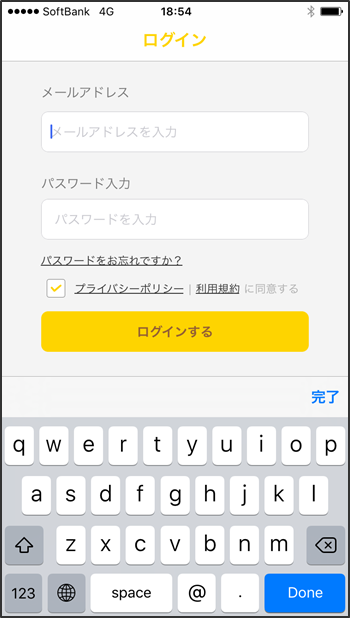 ●●●●● SoftBank 4G 18:54
ログイン
メールアドレス
メールアドレスを入力
パスワード入力
パスワードを入力
パスワードをお忘れですか？
プライバシーポリシー | 利用規約 に同意する
ログインする
完了
q w e r t y u i o p
a s d f g h j k l
z x c v b n m
123 space @ . Done